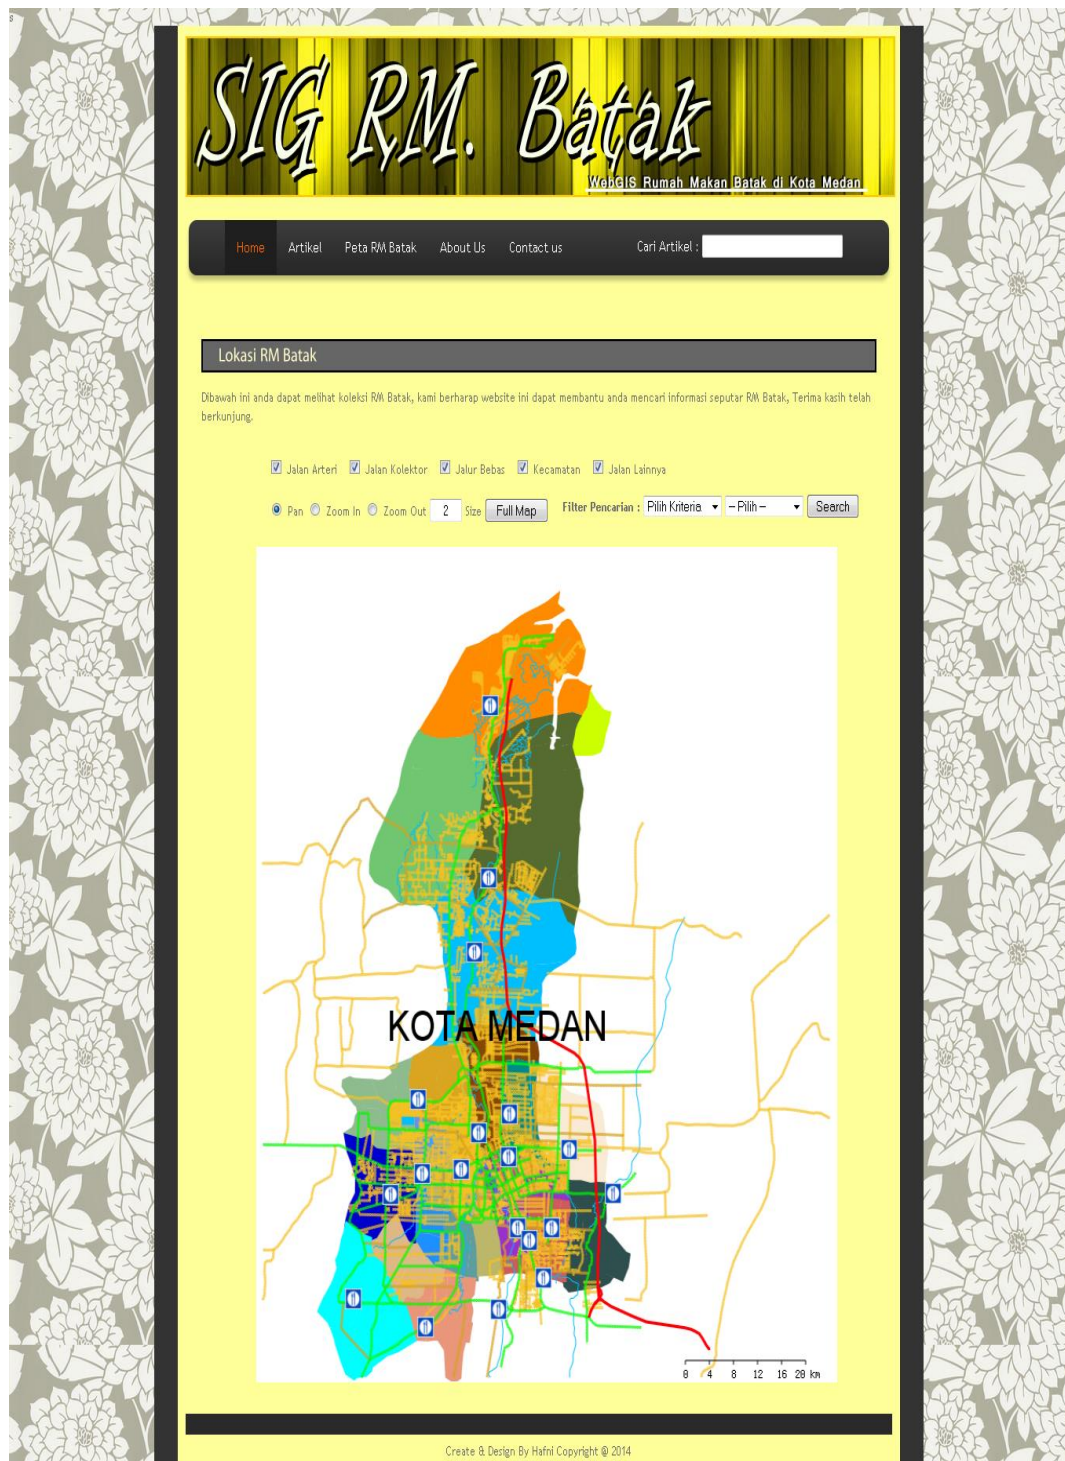 s
SIG RM. Batak
WebGIS Rumah Makan Batak di Kota Medan
Home Artikel Peta RM Batak About Us Contact us Cari Artikel :
Lokasi RM Batak
Dibawah ini anda dapat melihat koleksi RM Batak, kami berharap website ini dapat membantu anda mencari informasi seputar RM Batak, Terima kasih telah
berkunjung.
Jalan Arteri Jalan Kolektor Jalur Bebas Kecamatan Jalan Lainnya
Pan Zoom In Zoom Out 2 Size Full Map Filter Pencarian : Pilih Kriteria -- Pilih -- Search
KOTA MEDAN
0 4 8 12 16 20 km
Create & Design By Hafni Copyright @ 2014